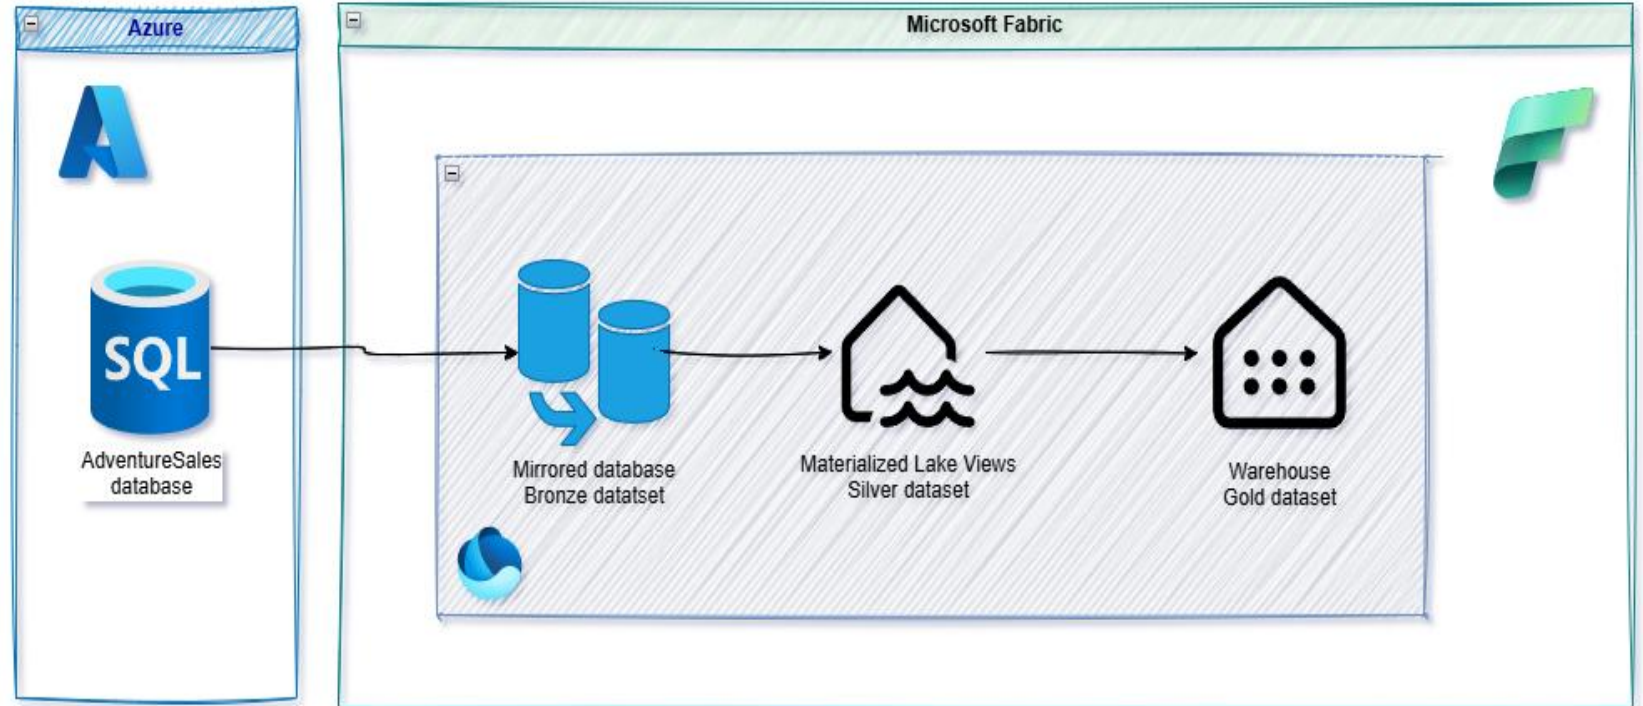 Azure
Microsoft Fabric
SQL
AdventureSales
database
Mirrored database
Bronze datatset
Materialized Lake Views
Silver dataset
Warehouse
Gold dataset